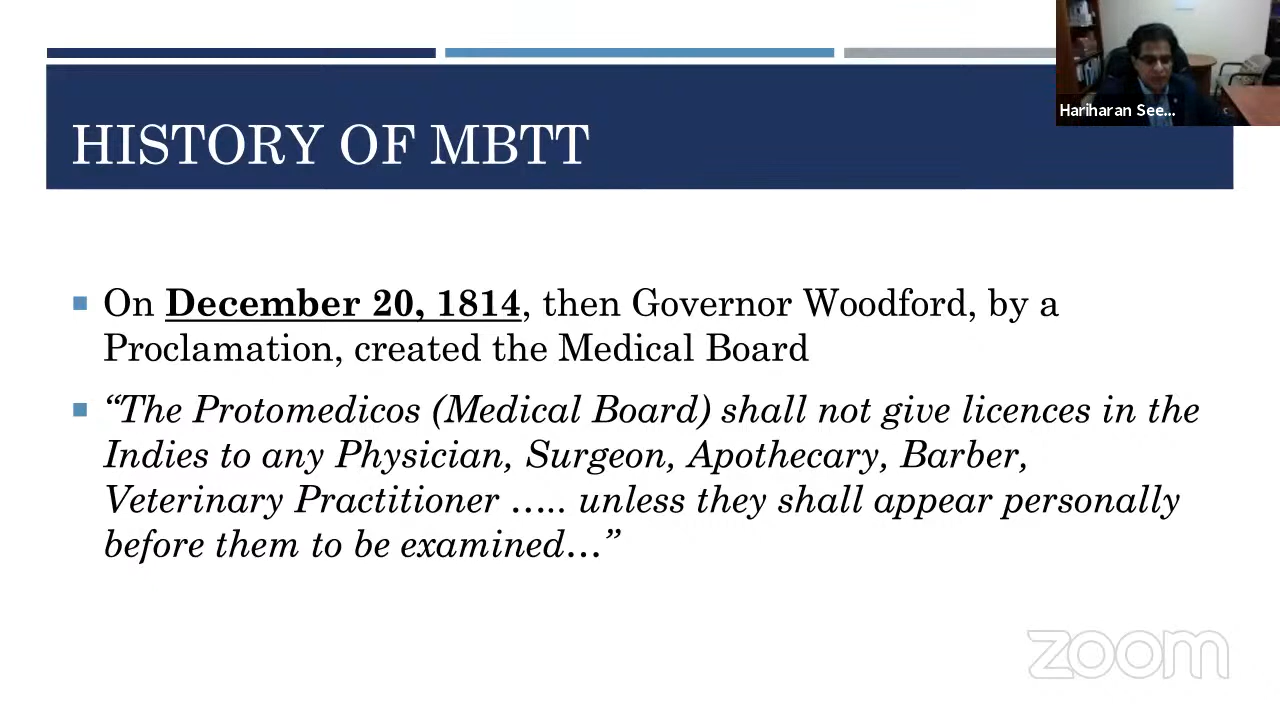 Hariharan See...
HISTORY OF MBTT
On December 20, 1814, then Governor Woodford, by a
Proclamation, created the Medical Board
“The Protomedicos (Medical Board) shall not give licences in the
Indies to any Physician, Surgeon, Apothecary, Barber,
Veterinary Practitioner ….. unless they shall appear personally
before them to be examined…”
zoom